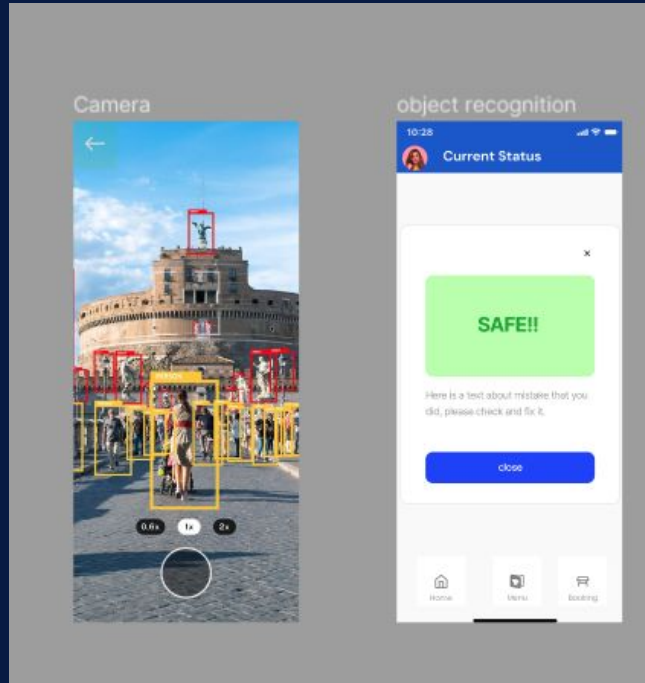 Camera
object recognition
10:28
Current Status
SAFE!!
Here is a text about mistake that you
did, please check and fix it.
close
PERSON
0.6x
1x
2x
Home
Menu
Booking